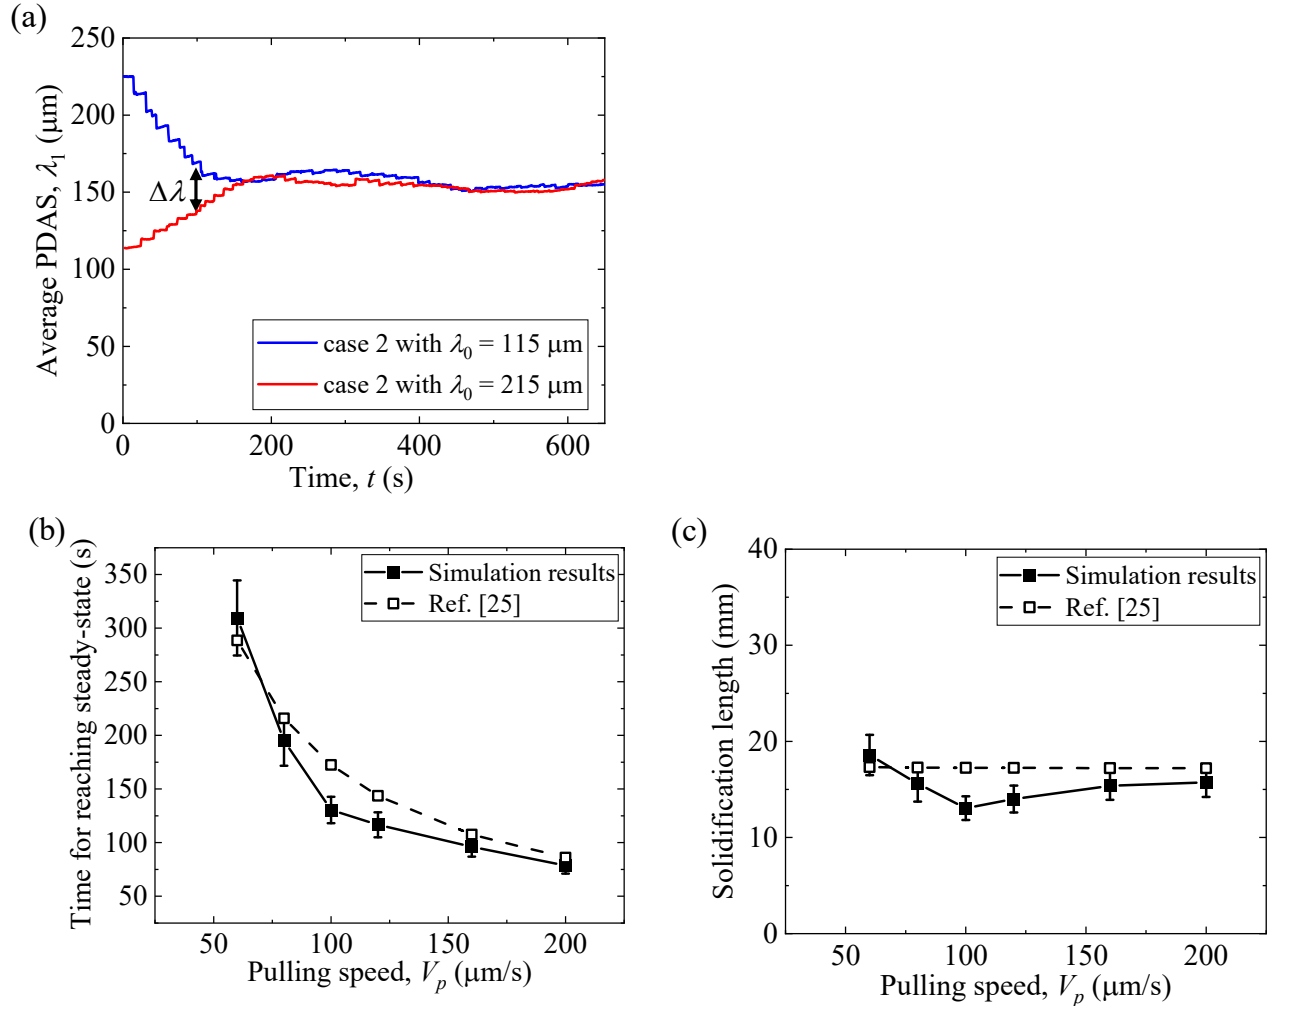 (a)
Average PDAS, λ₁ (μm)
250
200
150
100
50
0
Δλ
case 2 with λ₀ = 115 μm
case 2 with λ₀ = 215 μm
0 200 400 600
Time, t (s)
(b)
Time for reaching steady-state (s)
350
300
250
200
150
100
50
Simulation results
Ref. [25]
50 100 150 200
Pulling speed, Vₚ (μm/s)
(c)
Solidification length (mm)
40
30
20
10
0
Simulation results
Ref. [25]
50 100 150 200
Pulling speed, Vₚ (μm/s)